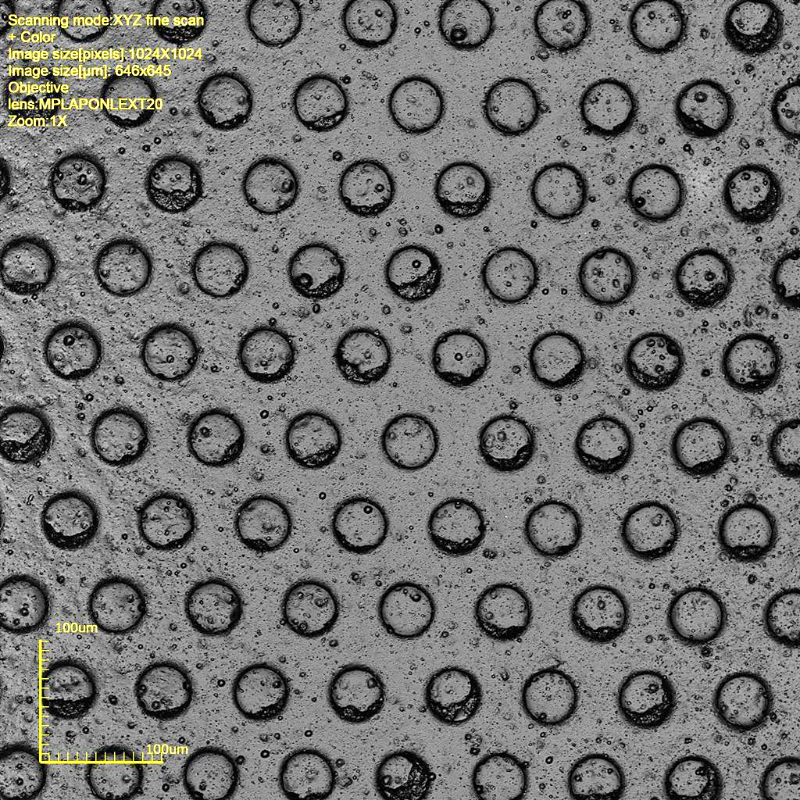 Scanning mode:XYZ fine scan
+ Color
Image size[pixels]:1024X1024
Image size[µm]: 646x645
Objective
lens:MPLAPONLEXT20
Zoom:1X
100um
100um